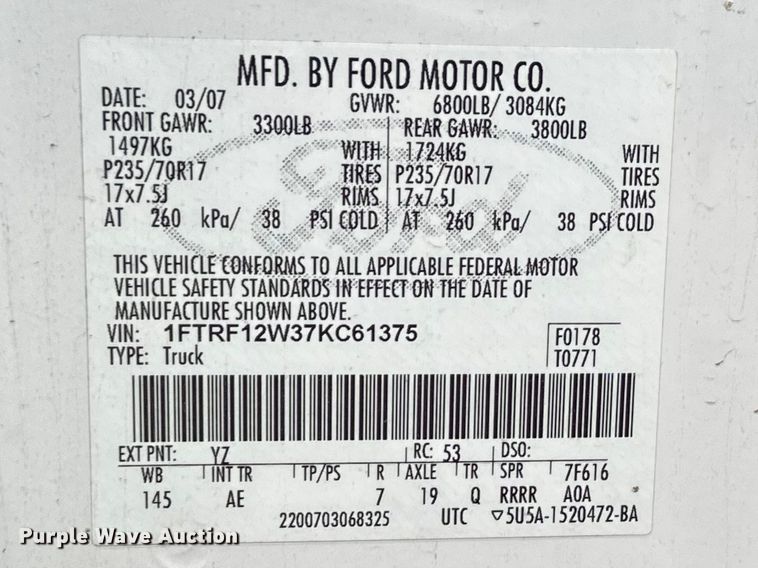 MFD. BY FORD MOTOR CO.
DATE: 03/07 GVWR: 6800LB/ 3084KG
FRONT GAWR: 3300LB REAR GAWR: 3800LB
1497KG WITH 1724KG WITH
P235/70R17 TIRES P235/70R17 TIRES
17x7.5J RIMS 17x7.5J RIMS
AT 260 kPa/ 38 PSI COLD AT 260 kPa/ 38 PSI COLD
Ford
THIS VEHICLE CONFORMS TO ALL APPLICABLE FEDERAL MOTOR
VEHICLE SAFETY STANDARDS IN EFFECT ON THE DATE OF
MANUFACTURE SHOWN ABOVE.
VIN: 1FTRF12W37KC61375 F0178
TYPE: Truck T0771
EXT PNT: YZ RC: 53 DSO:
WB INT TR TP/PS R AXLE TR SPR 7F616
145 AE 7 19 Q RRRR AOA
2200703068325 UTC ▽5U5A-1520472-BA
Purple Wave Auction